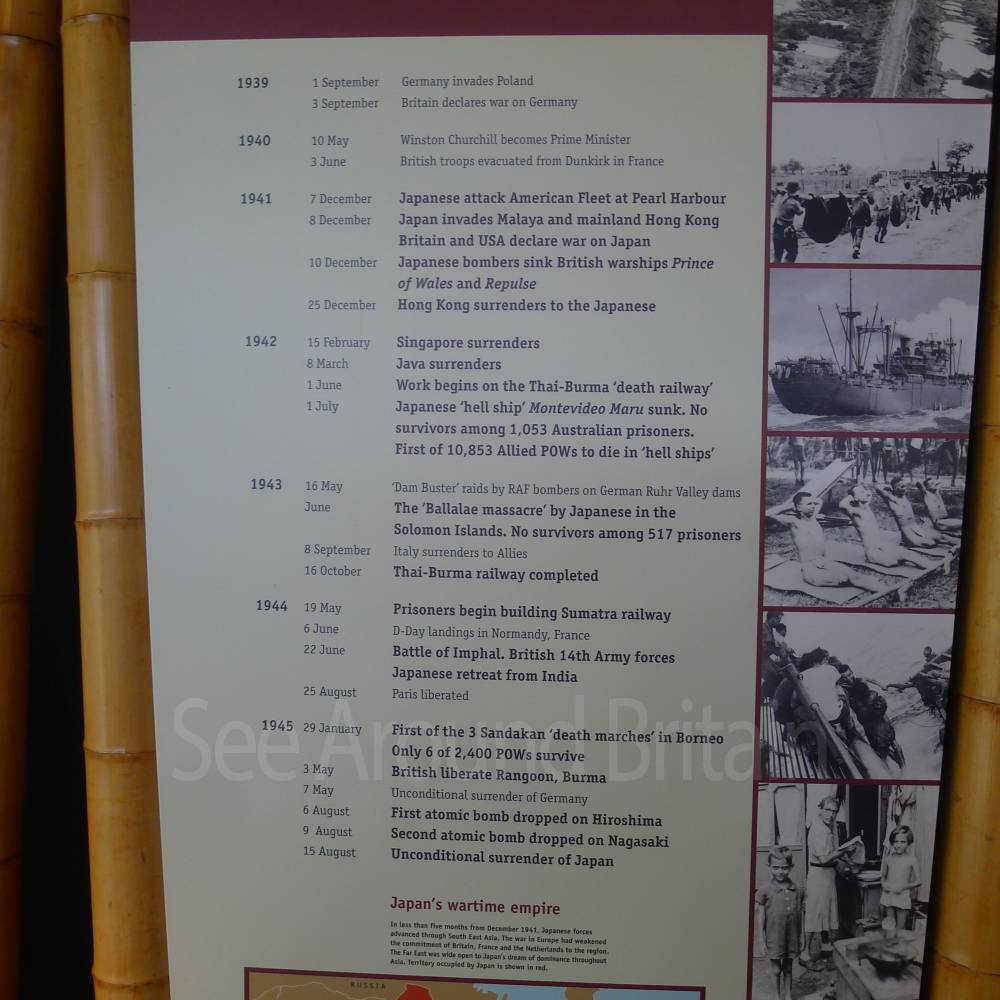 1939 1 September Germany invades Poland
3 September Britain declares war on Germany
1940 10 May Winston Churchill becomes Prime Minister
3 June British troops evacuated from Dunkirk in France
1941 7 December Japanese attack American Fleet at Pearl Harbour
8 December Japan invades Malaya and mainland Hong Kong
Britain and USA declare war on Japan
10 December Japanese bombers sink British warships Prince
of Wales and Repulse
25 December Hong Kong surrenders to the Japanese
1942 15 February Singapore surrenders
8 March Java surrenders
1 June Work begins on the Thai-Burma ‘death railway’
1 July Japanese ‘hell ship’ Montevideo Maru sunk. No
survivors among 1,053 Australian prisoners.
First of 10,853 Allied POWs to die in ‘hell ships’
1943 16 May ‘Dam Buster’ raids by RAF bombers on German Ruhr Valley dams
June The ‘Ballalae massacre’ by Japanese in the
Solomon Islands. No survivors among 517 prisoners
8 September Italy surrenders to Allies
16 October Thai-Burma railway completed
1944 19 May Prisoners begin building Sumatra railway
6 June D-Day landings in Normandy, France
22 June Battle of Imphal. British 14th Army forces
Japanese retreat from India
25 August Paris liberated
See Around Britain
1945 29 January First of the 3 Sandakan ‘death marches’ in Borneo
Only 6 of 2,400 POWs survive
3 May British liberate Rangoon, Burma
7 May Unconditional surrender of Germany
6 August First atomic bomb dropped on Hiroshima
9 August Second atomic bomb dropped on Nagasaki
15 August Unconditional surrender of Japan
Japan’s wartime empire
In less than five months from December 1941, Japanese forces
advanced through South East Asia. The war in Europe had weakened
the commitment of Britain, France and the Netherlands to the region.
The Far East was wide open to Japan’s dream of dominance throughout
Asia. Territory occupied by Japan is shown in red.
RUSSIA